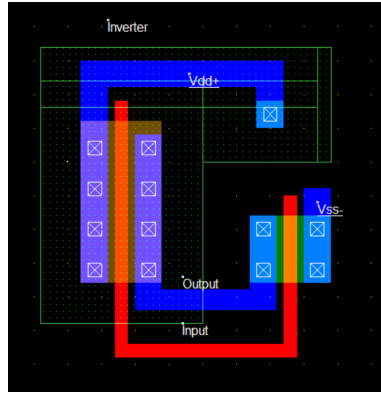 Inverter
Vdd+
Vss-
Output
Input